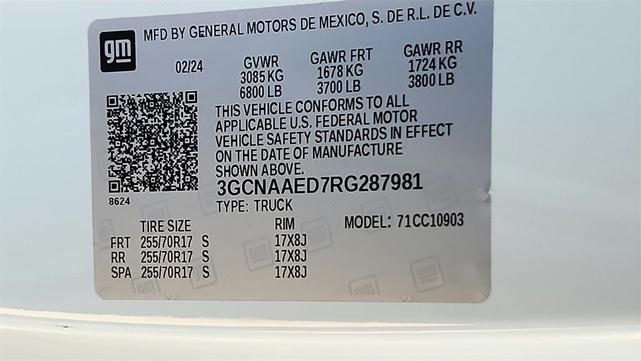 gm MFD BY GENERAL MOTORS DE MEXICO, S. DE R.L. DE C.V.
02/24 GVWR GAWR FRT GAWR RR
3085 KG 1678 KG 1724 KG
6800 LB 3700 LB 3800 LB
THIS VEHICLE CONFORMS TO ALL
APPLICABLE U.S. FEDERAL MOTOR
VEHICLE SAFETY STANDARDS IN EFFECT
ON THE DATE OF MANUFACTURE
SHOWN ABOVE.
3GCNAAED7RG287981
8624
TYPE: TRUCK
TIRE SIZE RIM MODEL: 71CC10903
FRT 255/70R17 S 17X8J
RR 255/70R17 S 17X8J
SPA 255/70R17 S 17X8J